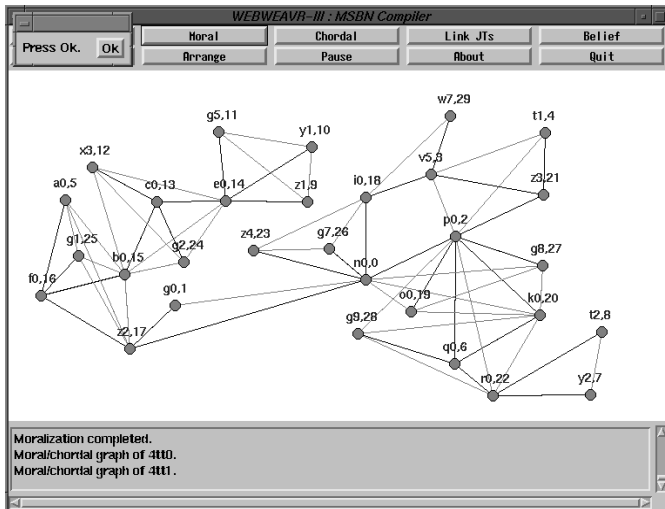 WEBWEAVR-III : MSBN Compiler
Press Ok. Ok
Moral Chordal Link JTs Belief
Arrange Pause About Quit
w7,29
g5,11
t1,4
y1,10
x3,12
v5,3
a0,5
c0,13
e0,14
z1,9
i0,18
z3,21
p0,2
g1,25
b0,15
g2,24
z4,23
g7,26
g8,27
f0,16
n0,0
g0,1
o0,19
k0,20
z2,17
g9,28
t2,8
q0,6
r0,22
y2,7
Moralization completed.
Moral/chordal graph of 4tt0.
Moral/chordal graph of 4tt1.